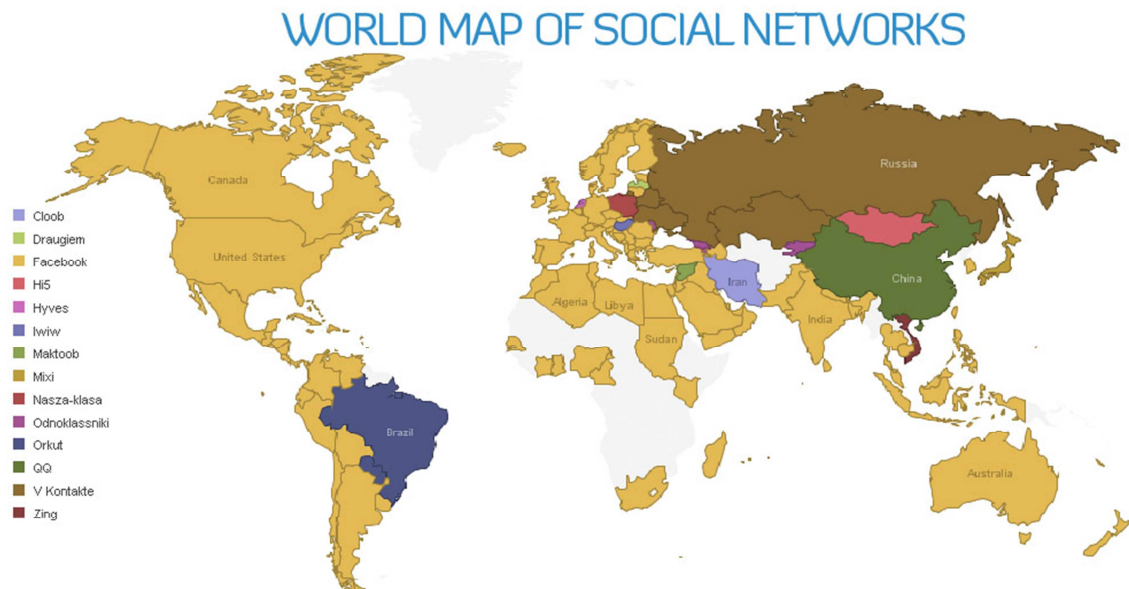 WORLD MAP OF SOCIAL NETWORKS
Cloob
Draugiem
Facebook
Hi5
Hyves
Iwiw
Maktoob
Mixi
Nasza-klasa
Odnoklassniki
Orkut
QQ
V Kontakte
Zing
Canada
United States
Brazil
Algeria
Libya
Sudan
Russia
Iran
China
India
Australia